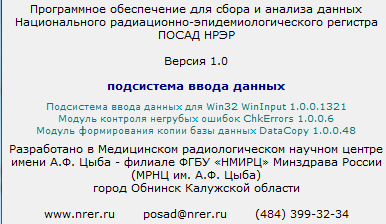 Программное обеспечение для сбора и анализа данных
Национального радиационно-эпидемиологического регистра
ПОСАД НРЭР
Версия 1.0
подсистема ввода данных
Подсистема ввода данных для Win32 WinInput 1.0.0.1321
Модуль контроля негрубых ошибок ChkErrors 1.0.0.6
Модуль формирования копии базы данных DataCopy 1.0.0.48
Разработано в Медицинском радиологическом научном центре
имени А.Ф. Цыба - филиале ФГБУ «НМИРЦ» Минздрава России
(МРНЦ им. А.Ф. Цыба)
город Обнинск Калужской области
www.nrer.ru posad@nrer.ru (484) 399-32-34